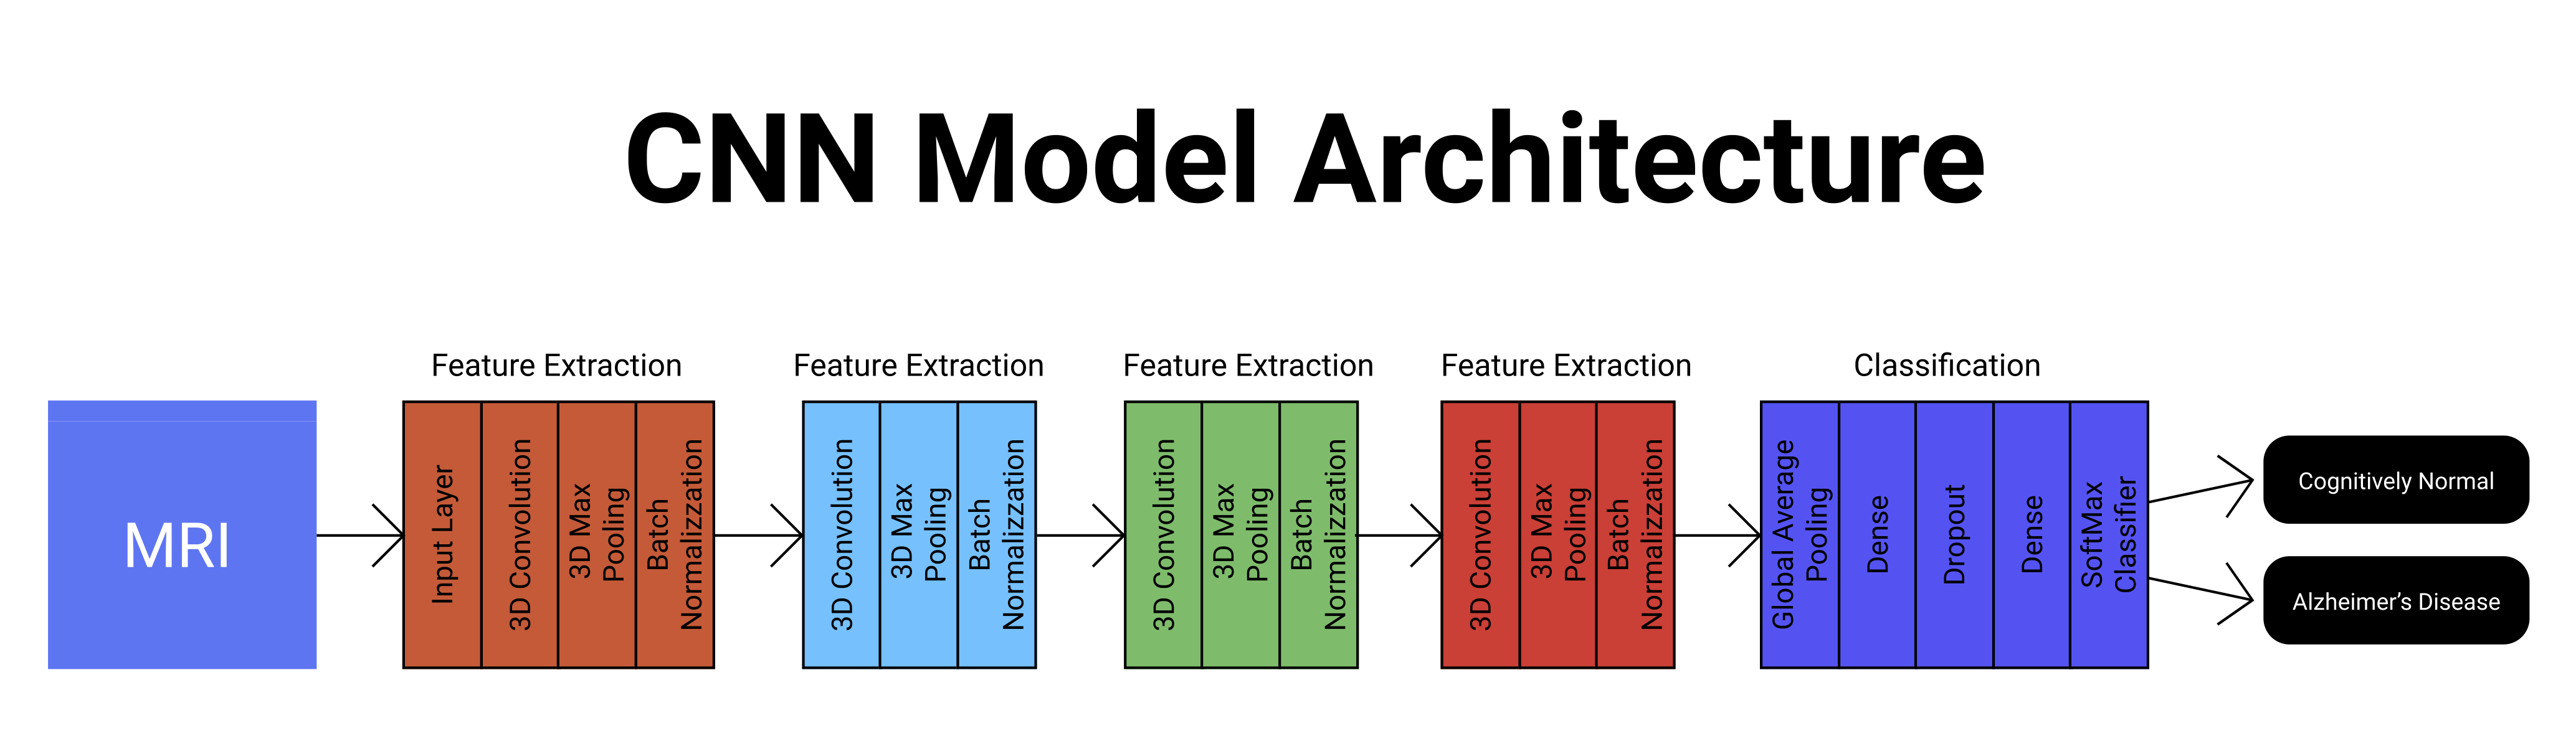 CNN Model Architecture
MRI
Feature Extraction
Input Layer
3D Convolution
3D Max
Pooling
Batch
Normalizzation
Feature Extraction
3D Convolution
3D Max
Pooling
Batch
Normalizzation
Feature Extraction
3D Convolution
3D Max
Pooling
Batch
Normalizzation
Feature Extraction
3D Convolution
3D Max
Pooling
Batch
Normalizzation
Classification
Global Average
Pooling
Dense
Dropout
Dense
SoftMax
Classifier
Cognitively Normal
Alzheimer’s Disease